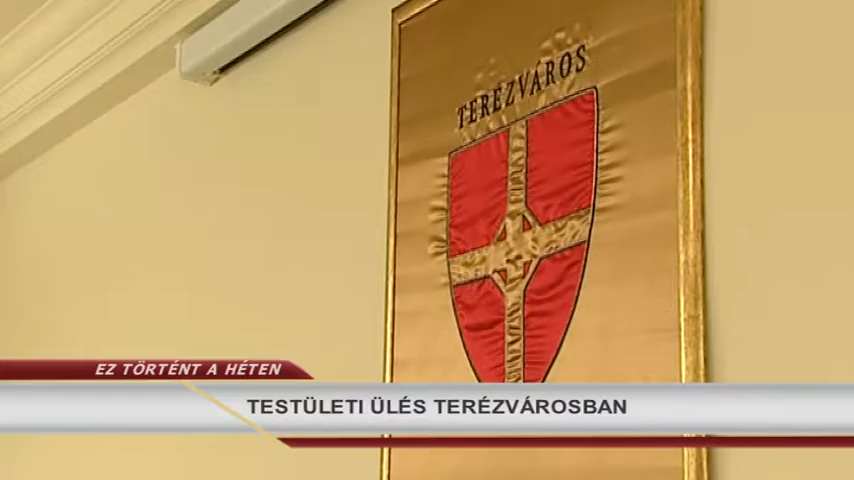 TERÉZVÁROS
EZ TÖRTÉNT A HÉTEN
TESTÜLETI ÜLÉS TERÉZVÁROSBAN